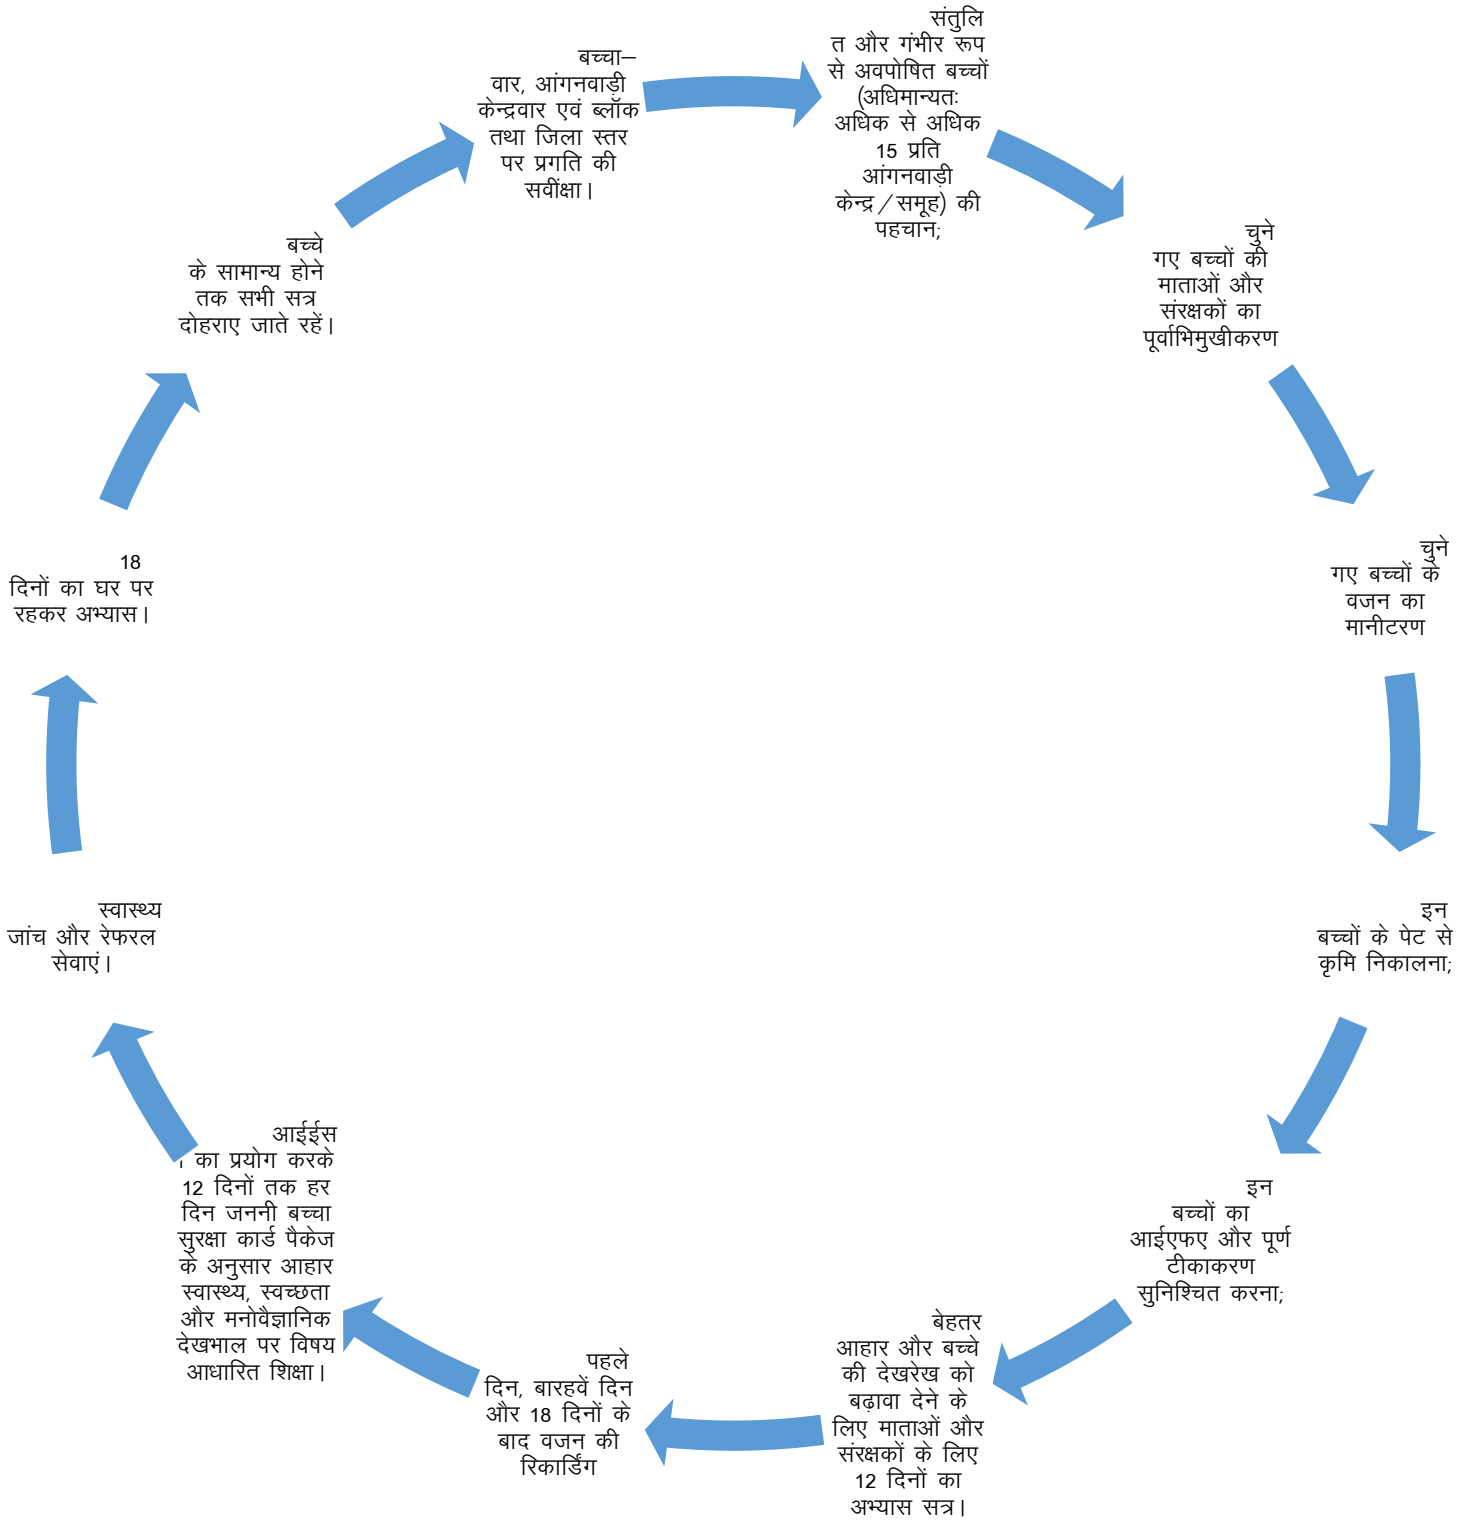 संतुलि
त और गंभीर रूप
से अवपोषित बच्चों
(अधिमान्यतः
अधिक से अधिक
15 प्रति
आंगनवाड़ी
केन्द्र/समूह) की
पहचान;
चुने
गए बच्चों की
माताओं और
संरक्षकों का
पूर्वाभिमुखीकरण
चुने
गए बच्चों के
वजन का
मानीटरण
इन
बच्चों के पेट से
कृमि निकालना;
इन
बच्चों का
आईएफए और पूर्ण
टीकाकरण
सुनिश्चित करना;
बेहतर
आहार और बच्चे
की देखरेख को
बढ़ावा देने के
लिए माताओं और
संरक्षकों के लिए
12 दिनों का
अभ्यास सत्र।
पहले
दिन, बारहवें दिन
और 18 दिनों के
बाद वजन की
रिकार्डिंग
आईईस
ा का प्रयोग करके
12 दिनों तक हर
दिन जननी बच्चा
सुरक्षा कार्ड पैकेज
के अनुसार आहार
स्वास्थ्य, स्वच्छता
और मनोवैज्ञानिक
देखभाल पर विषय
आधारित शिक्षा।
स्वास्थ्य
जांच और रेफरल
सेवाएं।
18
दिनों का घर पर
रहकर अभ्यास।
बच्चे
के सामान्य होने
तक सभी सत्र
दोहराए जाते रहें।
बच्चा–
वार, आंगनवाड़ी
केन्द्रवार एवं ब्लॉक
तथा जिला स्तर
पर प्रगति की
सवींक्षा।